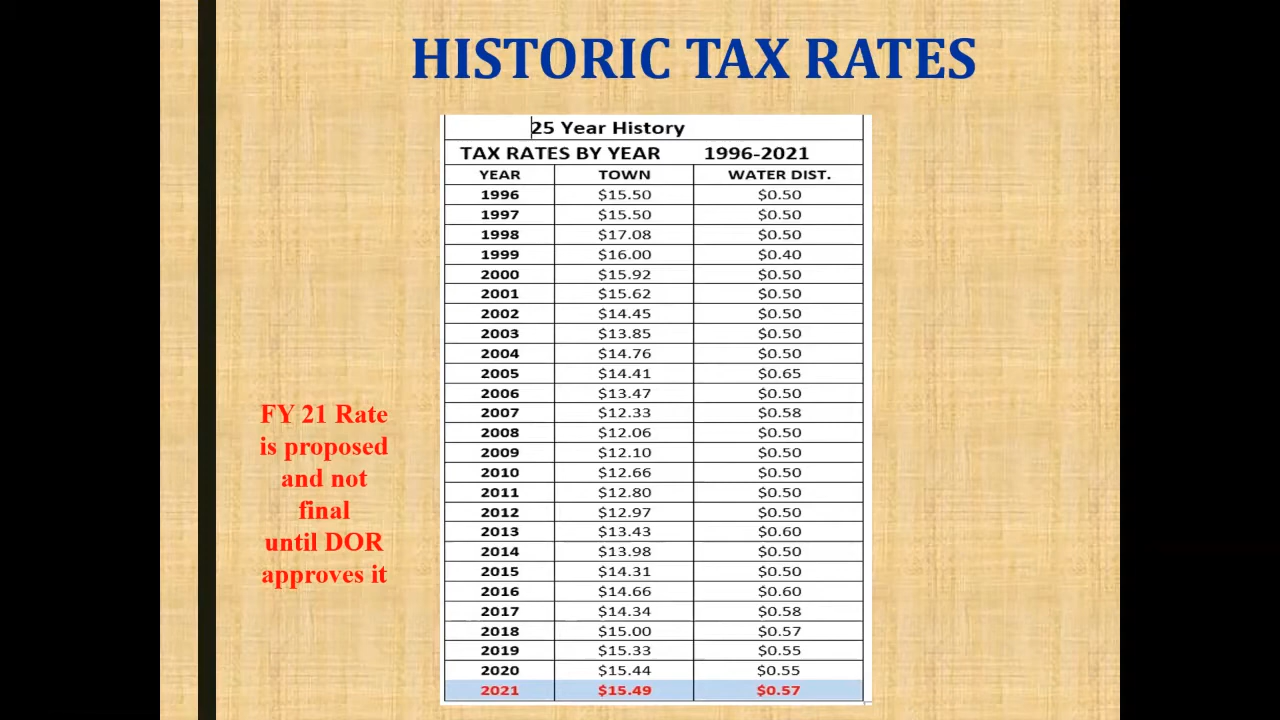 HISTORIC TAX RATES
25 Year History
TAX RATES BY YEAR 1996-2021
YEAR TOWN WATER DIST.
1996 $15.50 $0.50
1997 $15.50 $0.50
1998 $17.08 $0.50
1999 $16.00 $0.40
2000 $15.92 $0.50
2001 $15.62 $0.50
2002 $14.45 $0.50
2003 $13.85 $0.50
2004 $14.76 $0.50
2005 $14.41 $0.65
2006 $13.47 $0.50
2007 $12.33 $0.58
2008 $12.06 $0.50
2009 $12.10 $0.50
2010 $12.66 $0.50
2011 $12.80 $0.50
2012 $12.97 $0.50
2013 $13.43 $0.60
2014 $13.98 $0.50
2015 $14.31 $0.50
2016 $14.66 $0.60
2017 $14.34 $0.58
2018 $15.00 $0.57
2019 $15.33 $0.55
2020 $15.44 $0.55
2021 $15.49 $0.57
FY 21 Rate
is proposed
and not
final
until DOR
approves it